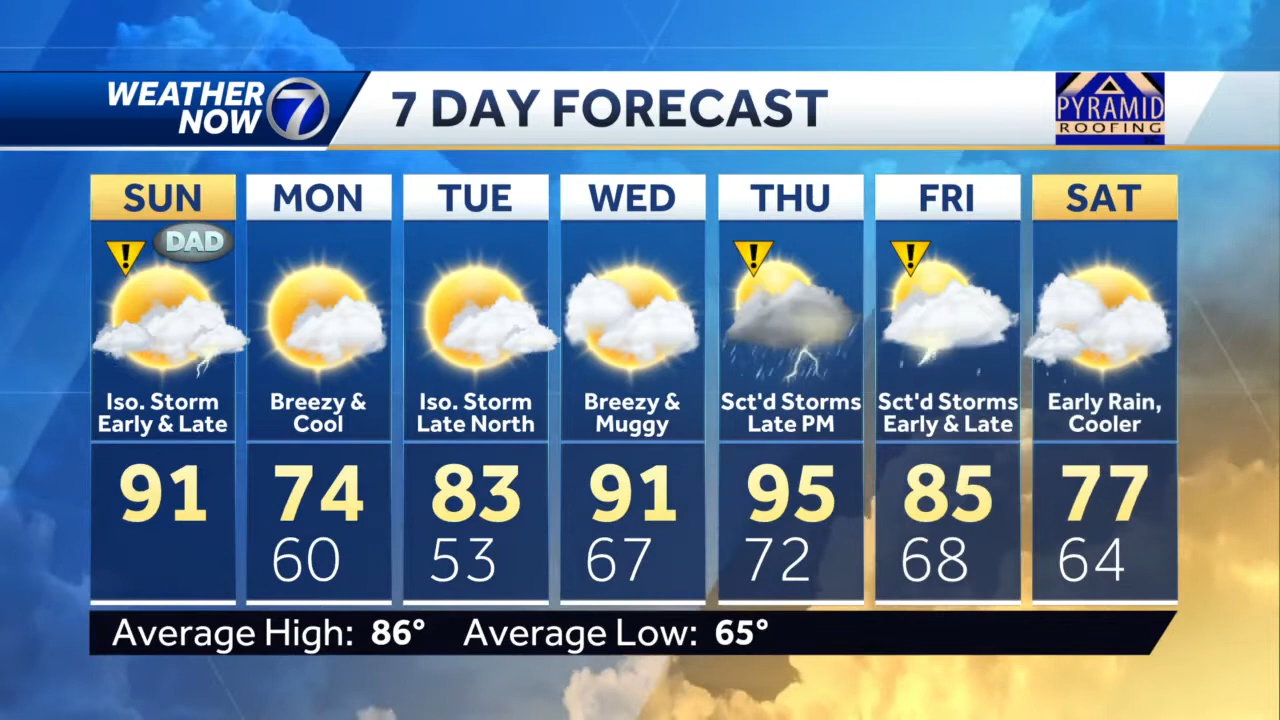 WEATHER
NOW
7
7 DAY FORECAST
PYRAMID
ROOFING
SUN
MON
TUE
WED
THU
FRI
SAT
!
DAD
!
!
Iso. Storm
Early & Late
Breezy &
Cool
Iso. Storm
Late North
Breezy &
Muggy
Sct'd Storms
Late PM
Sct'd Storms
Early & Late
Early Rain,
Cooler
91
74
83
91
95
85
77
60
53
67
72
68
64
Average High: 86° Average Low: 65°